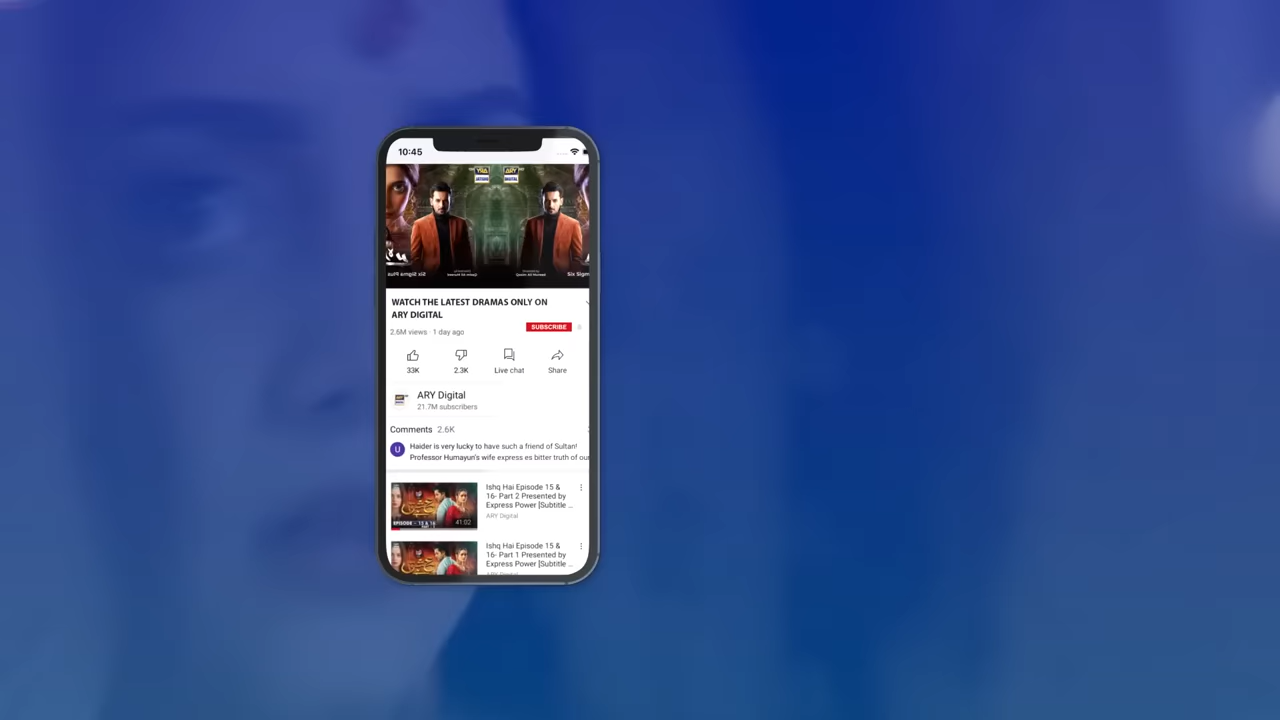 10:45
ARY
DIGITAL
WATCH THE LATEST DRAMAS ONLY ON
ARY DIGITAL
2.6M views · 1 day ago
SUBSCRIBE
33K
2.3K
Live chat
Share
ARY Digital
21.7M subscribers
Comments 2.6K
U
Haider is very lucky to have such a friend of Sultan!
Professor Humayun's wife express es bitter truth of our
Ishq Hai Episode 15 &
16- Part 2 Presented by
Express Power [Subtitle ...
ARY Digital
EPISODE - 15 & 16
41:02
Ishq Hai Episode 15 &
16- Part 1 Presented by
Express Power [Subtitle ...
ARY Digital